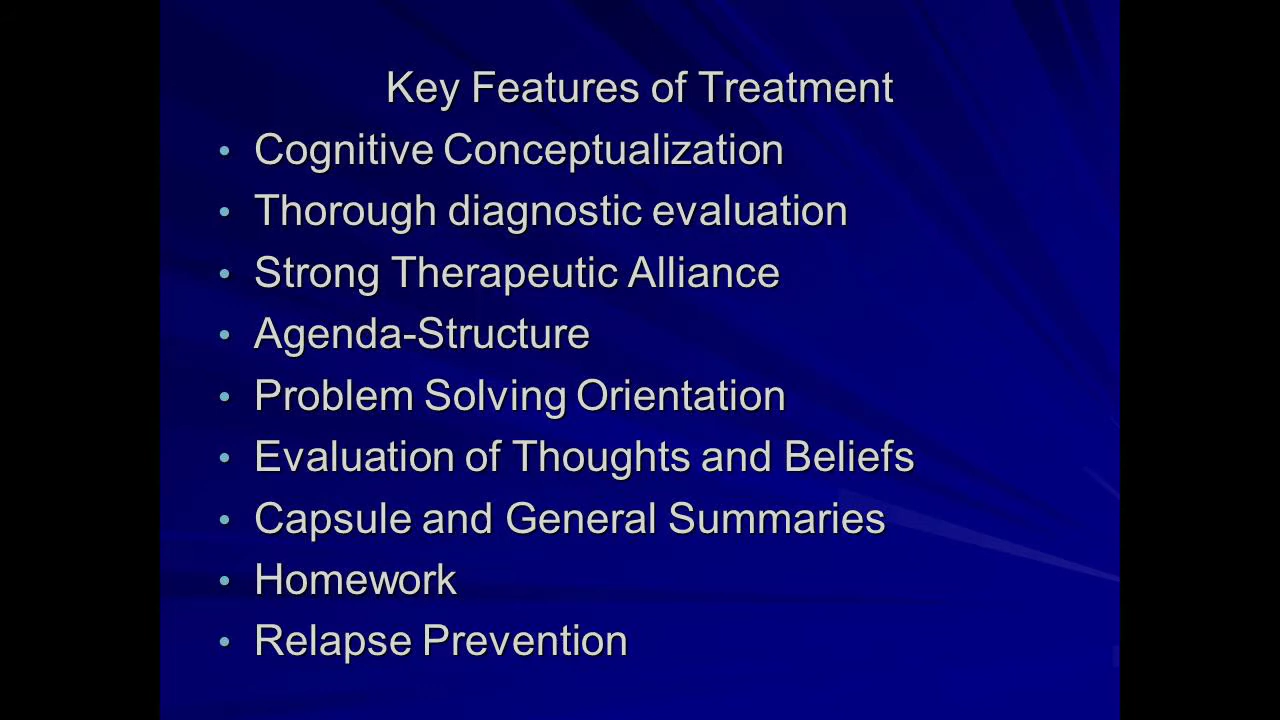 Key Features of Treatment
• Cognitive Conceptualization
• Thorough diagnostic evaluation
• Strong Therapeutic Alliance
• Agenda-Structure
• Problem Solving Orientation
• Evaluation of Thoughts and Beliefs
• Capsule and General Summaries
• Homework
• Relapse Prevention